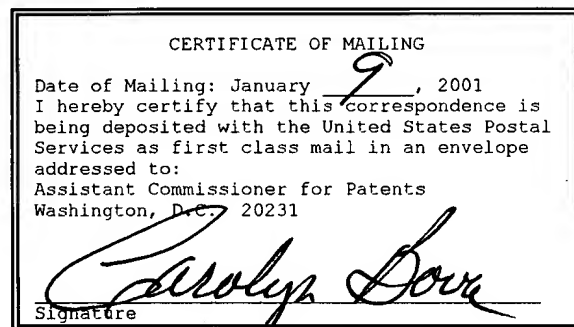 CERTIFICATE OF MAILING
Date of Mailing: January 9, 2001
I hereby certify that this correspondence is
being deposited with the United States Postal
Services as first class mail in an envelope
addressed to:
Assistant Commissioner for Patents
Washington, D.C. 20231
Carolyn
Signature